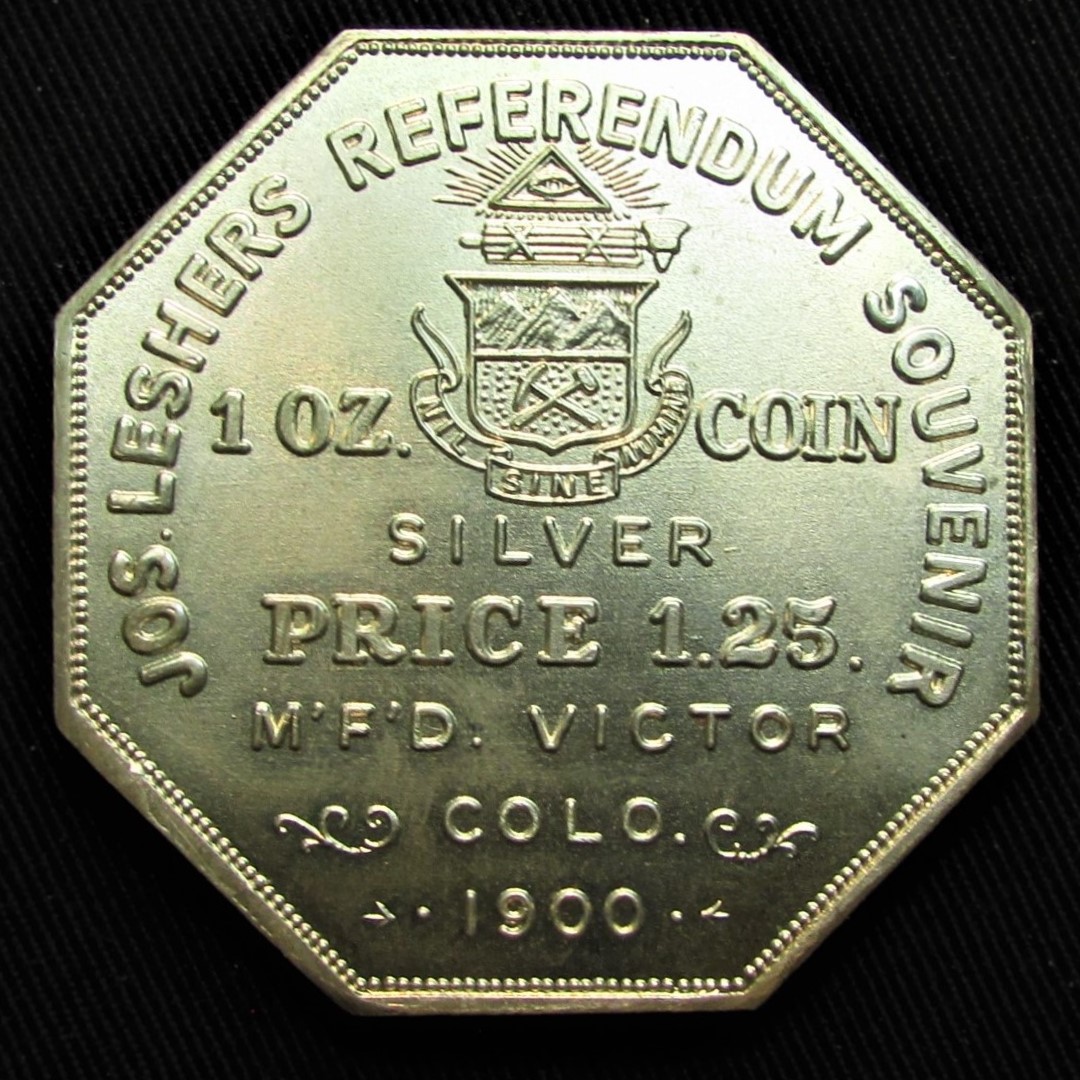 JOS. LESHERS REFERENDUM SOUVENIR
1 OZ. COIN
NIL SINE NUMINE
SILVER
PRICE 1.25.
M'F'D. VICTOR
COLO.
1900